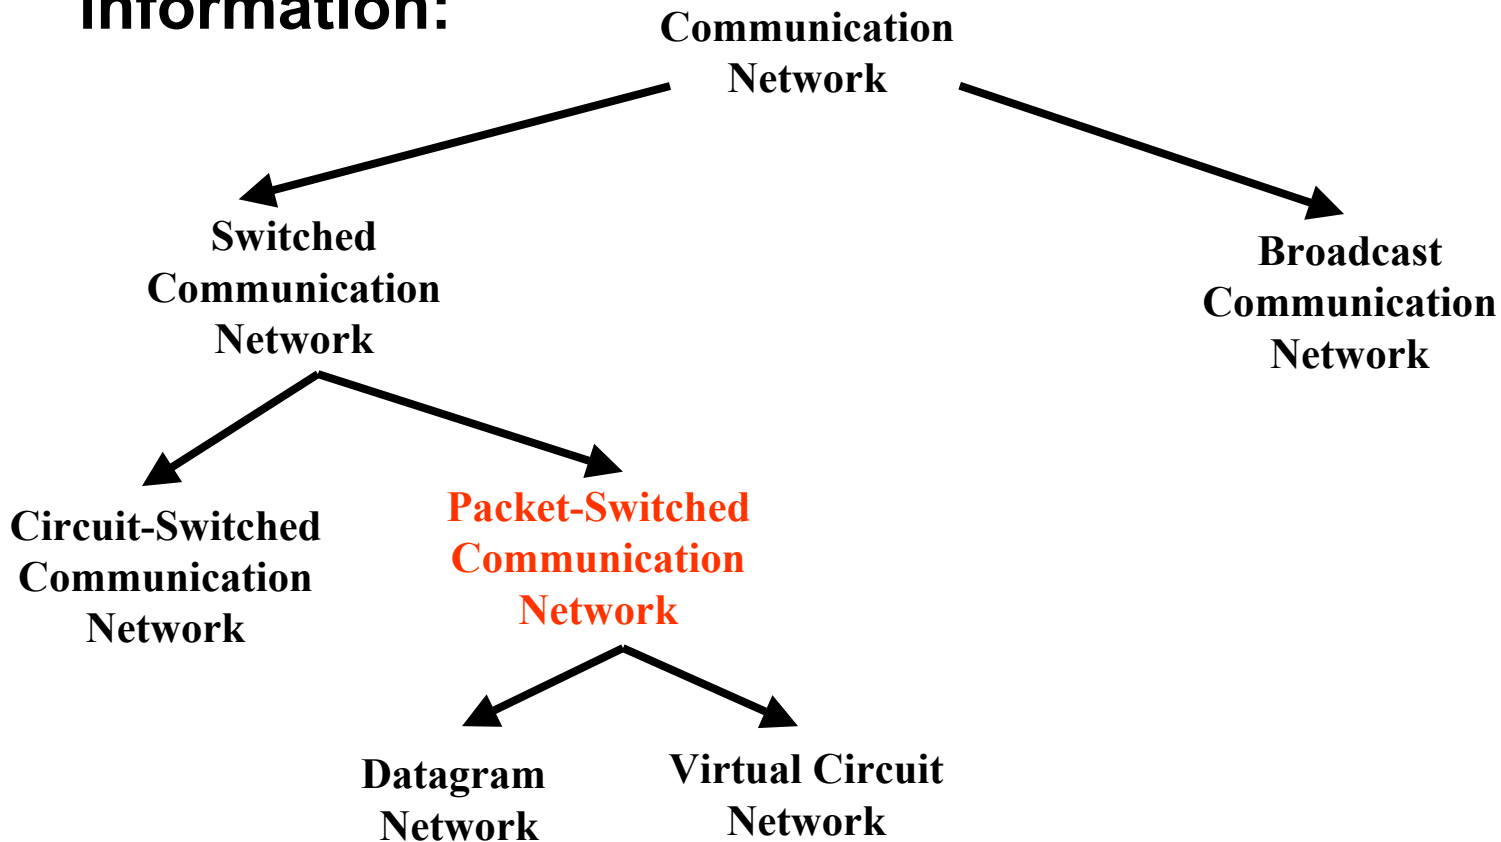 information:
Communication
Network
Switched
Communication
Network
Broadcast
Communication
Network
Circuit-Switched
Communication
Network
Packet-Switched
Communication
Network
Datagram
Network
Virtual Circuit
Network